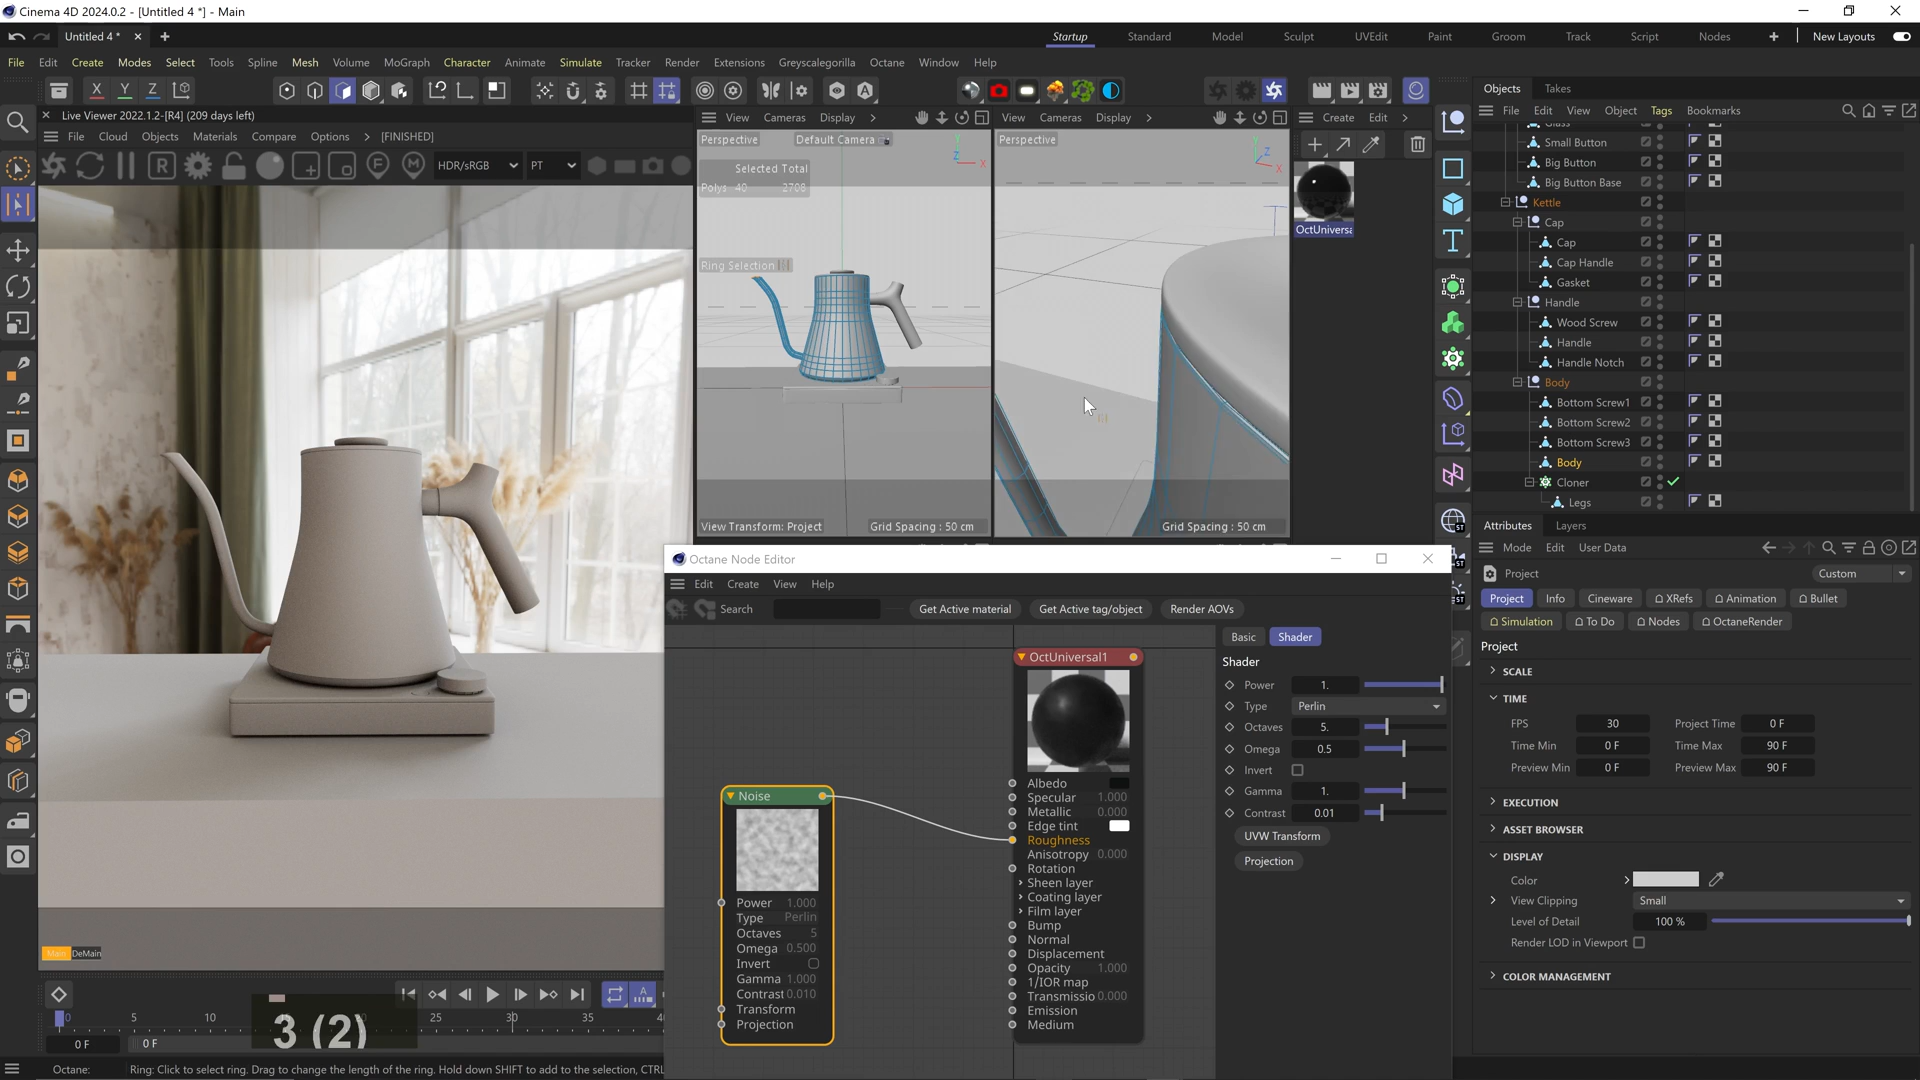 Cinema 4D 2024.0.2 - [Untitled 4 *] - Main
Untitled 4 *
Startup Standard Model Sculpt UVEdit Paint Groom Track Script Nodes New Layouts
File Edit Create Modes Select Tools Spline Mesh Volume MoGraph Character Animate Simulate Tracker Render Extensions Greyscalegorilla Octane Window Help
X Y Z
Live Viewer 2022.1.2-[R4] (209 days left)
File Cloud Objects Materials Compare Options [FINISHED]
HDR/sRGB PT
Main DeMain
View Cameras Display
Perspective Default Camera
Selected Total
Polys 40 2708
Ring Selection
View Transform: Project Grid Spacing : 50 cm
View Cameras Display
Perspective
Grid Spacing : 50 cm
Create Edit
OctUniversa
Objects Takes
File Edit View Object Tags Bookmarks
Small Button
Big Button
Big Button Base
Kettle
Cap
Cap
Cap Handle
Gasket
Handle
Wood Screw
Handle
Handle Notch
Body
Bottom Screw1
Bottom Screw2
Bottom Screw3
Body
Cloner
Legs
Attributes Layers
Mode Edit User Data
Project Custom
Project Info Cineware XRefs Animation Bullet
Simulation To Do Nodes OctaneRender
Project
SCALE
TIME
FPS 30 Project Time 0 F
Time Min 0 F Time Max 90 F
Preview Min 0 F Preview Max 90 F
EXECUTION
ASSET BROWSER
DISPLAY
Color
View Clipping Small
Level of Detail 100 %
Render LOD in Viewport
COLOR MANAGEMENT
Octane Node Editor
Edit Create View Help
Search Get Active material Get Active tag/object Render AOVs
Noise
Power 1.000
Type Perlin
Octaves 5
Omega 0.500
Invert
Gamma 1.000
Contrast 0.010
Transform
Projection
OctUniversal1
Albedo
Specular 1.000
Metallic 0.000
Edge tint
Roughness
Anisotropy 0.000
Rotation
Sheen layer
Coating layer
Film layer
Bump
Normal
Displacement
Opacity 1.000
1/IOR map
Transmissio 0.000
Emission
Medium
Basic Shader
Shader
Power 1.
Type Perlin
Octaves 5.
Omega 0.5
Invert
Gamma 1.
Contrast 0.01
UVW Transform
Projection
0 5 10 25 30 35
3 (2)
0 F 0 F
Octane: Ring: Click to select ring. Drag to change the length of the ring. Hold down SHIFT to add to the selection, CTRL